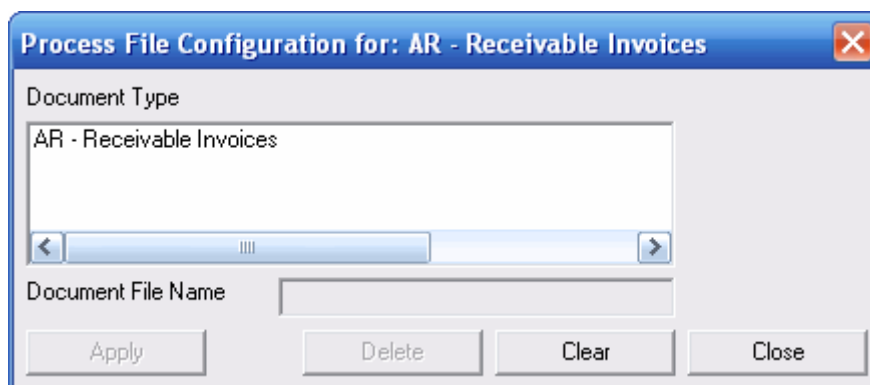 Process File Configuration for: AR - Receivable Invoices
Document Type
AR - Receivable Invoices
Document File Name
Apply Delete Clear Close